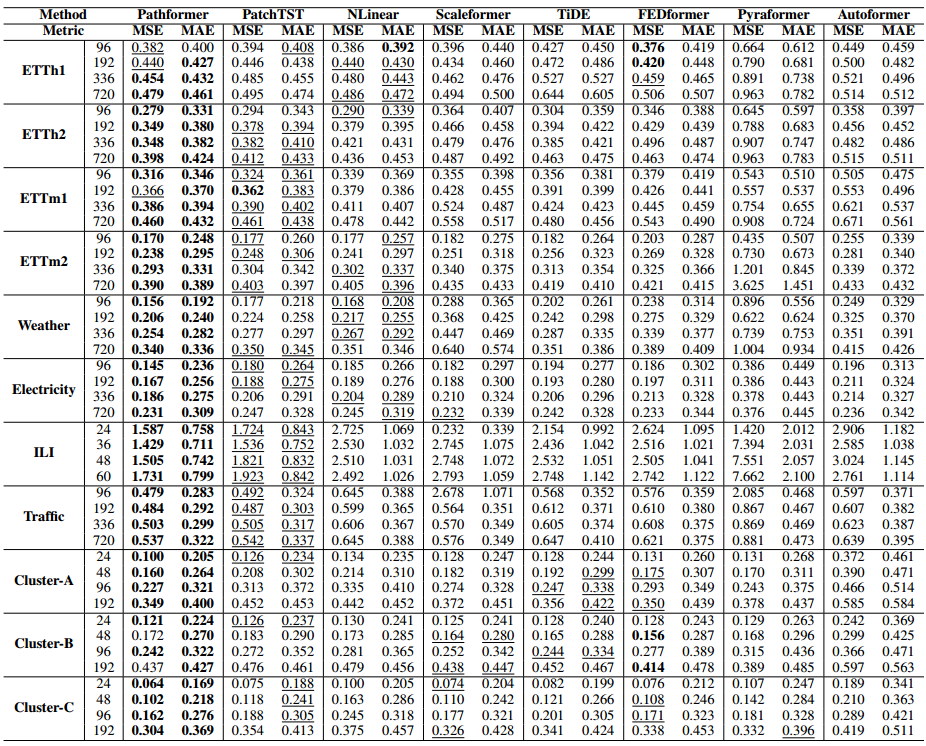 Method Pathformer PatchTST NLinear Scaleformer TiDE FEDformer Pyraformer Autoformer
Metric MSE MAE MSE MAE MSE MAE MSE MAE MSE MAE MSE MAE MSE MAE MSE MAE
ETTh1
96 0.382 0.400 0.394 0.408 0.386 0.392 0.396 0.440 0.427 0.450 0.376 0.419 0.664 0.612 0.449 0.459
192 0.440 0.427 0.446 0.438 0.440 0.430 0.434 0.460 0.472 0.486 0.420 0.448 0.790 0.681 0.500 0.482
336 0.454 0.432 0.485 0.455 0.480 0.443 0.462 0.476 0.527 0.527 0.459 0.465 0.891 0.738 0.521 0.496
720 0.479 0.461 0.495 0.474 0.486 0.472 0.494 0.500 0.644 0.605 0.506 0.507 0.963 0.782 0.514 0.512
ETTh2
96 0.279 0.331 0.294 0.343 0.290 0.339 0.364 0.407 0.304 0.359 0.346 0.388 0.645 0.597 0.358 0.397
192 0.349 0.380 0.378 0.394 0.379 0.395 0.466 0.458 0.394 0.422 0.429 0.439 0.788 0.683 0.456 0.452
336 0.348 0.382 0.382 0.410 0.421 0.431 0.479 0.476 0.385 0.421 0.496 0.487 0.907 0.747 0.482 0.486
720 0.398 0.424 0.412 0.433 0.436 0.453 0.487 0.492 0.463 0.475 0.463 0.474 0.963 0.783 0.515 0.511
ETTm1
96 0.316 0.346 0.324 0.361 0.339 0.369 0.355 0.398 0.356 0.381 0.379 0.419 0.543 0.510 0.505 0.475
192 0.366 0.370 0.362 0.383 0.379 0.386 0.428 0.455 0.391 0.399 0.426 0.441 0.557 0.537 0.553 0.496
336 0.386 0.394 0.390 0.402 0.411 0.407 0.524 0.487 0.424 0.423 0.445 0.459 0.754 0.655 0.621 0.537
720 0.460 0.432 0.461 0.438 0.478 0.442 0.558 0.517 0.480 0.456 0.543 0.490 0.908 0.724 0.671 0.561
ETTm2
96 0.170 0.248 0.177 0.260 0.177 0.257 0.182 0.275 0.182 0.264 0.203 0.287 0.435 0.507 0.255 0.339
192 0.238 0.295 0.248 0.306 0.241 0.297 0.251 0.318 0.256 0.323 0.269 0.328 0.730 0.673 0.281 0.340
336 0.293 0.331 0.304 0.342 0.302 0.337 0.340 0.375 0.313 0.354 0.325 0.366 1.201 0.845 0.339 0.372
720 0.390 0.389 0.403 0.397 0.405 0.396 0.435 0.433 0.419 0.410 0.421 0.415 3.625 1.451 0.433 0.432
Weather
96 0.156 0.192 0.177 0.218 0.168 0.208 0.288 0.365 0.202 0.261 0.238 0.314 0.896 0.556 0.249 0.329
192 0.206 0.240 0.224 0.258 0.217 0.255 0.368 0.425 0.242 0.298 0.275 0.329 0.622 0.624 0.325 0.370
336 0.254 0.282 0.277 0.297 0.267 0.292 0.447 0.469 0.287 0.335 0.339 0.377 0.739 0.753 0.351 0.391
720 0.340 0.336 0.350 0.345 0.351 0.346 0.640 0.574 0.351 0.386 0.389 0.409 1.004 0.934 0.415 0.426
Electricity
96 0.145 0.236 0.180 0.264 0.185 0.266 0.182 0.297 0.194 0.277 0.186 0.302 0.386 0.449 0.196 0.313
192 0.167 0.256 0.188 0.275 0.189 0.276 0.188 0.300 0.193 0.280 0.197 0.311 0.386 0.443 0.211 0.324
336 0.186 0.275 0.206 0.291 0.204 0.289 0.210 0.324 0.206 0.296 0.213 0.328 0.378 0.443 0.214 0.327
720 0.231 0.309 0.247 0.328 0.245 0.319 0.232 0.339 0.242 0.328 0.233 0.344 0.376 0.445 0.236 0.342
ILI
24 1.587 0.758 1.724 0.843 2.725 1.069 0.232 0.339 2.154 0.992 2.624 1.095 1.420 2.012 2.906 1.182
36 1.429 0.711 1.536 0.752 2.530 1.032 2.745 1.075 2.436 1.042 2.516 1.021 7.394 2.031 2.585 1.038
48 1.505 0.742 1.821 0.832 2.510 1.031 2.748 1.072 2.532 1.051 2.505 1.041 7.551 2.057 3.024 1.145
60 1.731 0.799 1.923 0.842 2.492 1.026 2.793 1.059 2.748 1.142 2.742 1.122 7.662 2.100 2.761 1.114
Traffic
96 0.479 0.283 0.492 0.324 0.645 0.388 2.678 1.071 0.568 0.352 0.576 0.359 2.085 0.468 0.597 0.371
192 0.484 0.292 0.487 0.303 0.599 0.365 0.564 0.351 0.612 0.371 0.610 0.380 0.867 0.467 0.607 0.382
336 0.503 0.299 0.505 0.317 0.606 0.367 0.570 0.349 0.605 0.374 0.608 0.375 0.869 0.469 0.623 0.387
720 0.537 0.322 0.542 0.337 0.645 0.388 0.576 0.349 0.647 0.410 0.621 0.375 0.881 0.473 0.639 0.395
Cluster-A
24 0.100 0.205 0.126 0.234 0.134 0.235 0.128 0.247 0.128 0.244 0.131 0.260 0.131 0.268 0.372 0.461
48 0.160 0.264 0.208 0.302 0.214 0.310 0.182 0.319 0.192 0.299 0.175 0.307 0.170 0.311 0.390 0.471
96 0.227 0.321 0.313 0.372 0.335 0.410 0.274 0.328 0.247 0.338 0.293 0.349 0.243 0.375 0.466 0.514
192 0.349 0.400 0.452 0.453 0.442 0.452 0.372 0.451 0.356 0.422 0.350 0.439 0.378 0.437 0.585 0.584
Cluster-B
24 0.121 0.224 0.126 0.237 0.130 0.241 0.125 0.241 0.128 0.240 0.128 0.243 0.129 0.263 0.242 0.369
48 0.172 0.270 0.183 0.290 0.173 0.285 0.164 0.280 0.165 0.288 0.156 0.287 0.168 0.296 0.299 0.425
96 0.242 0.322 0.272 0.352 0.281 0.365 0.252 0.342 0.244 0.334 0.277 0.389 0.315 0.436 0.366 0.471
192 0.437 0.427 0.476 0.461 0.479 0.456 0.438 0.447 0.452 0.467 0.414 0.478 0.389 0.485 0.597 0.563
Cluster-C
24 0.064 0.169 0.075 0.188 0.100 0.205 0.074 0.204 0.082 0.199 0.076 0.212 0.107 0.247 0.189 0.341
48 0.102 0.218 0.118 0.241 0.163 0.286 0.110 0.242 0.121 0.266 0.108 0.246 0.142 0.284 0.210 0.363
96 0.162 0.276 0.188 0.305 0.245 0.318 0.177 0.321 0.201 0.305 0.171 0.323 0.181 0.328 0.289 0.421
192 0.304 0.369 0.354 0.413 0.375 0.457 0.326 0.428 0.341 0.424 0.338 0.453 0.332 0.396 0.419 0.511